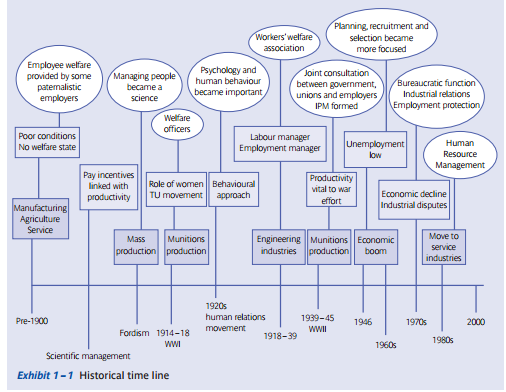 Planning, recruitment and
selection became
more focused
Workers' welfare
association
Employee welfare
provided by some
paternalistic
employers
Managing people
became a
science
Psychology and
human behaviour
became important
Joint consultation
between government,
unions and employers
IPM formed
Bureaucratic function
Industrial relations
Employment protection
Welfare
officers
Poor conditions
No welfare state
Labour manager
Employment manager
Unemployment
low
Human
Resource
Management
Pay incentives
linked with
productivity
Role of women
TU movement
Behavioural
approach
Productivity
vital to war
effort
Economic decline
Industrial disputes
Manufacturing
Agriculture
Service
Mass
production
Munitions
production
Engineering
industries
Munitions
production
Economic
boom
Move to
service
industries
Pre-1900
Scientific management
Fordism
1914–18
WWI
1920s
human relations
movement
1918–39
1939–45
WWII
1946
1960s
1970s
1980s
2000
Exhibit 1–1 Historical time line